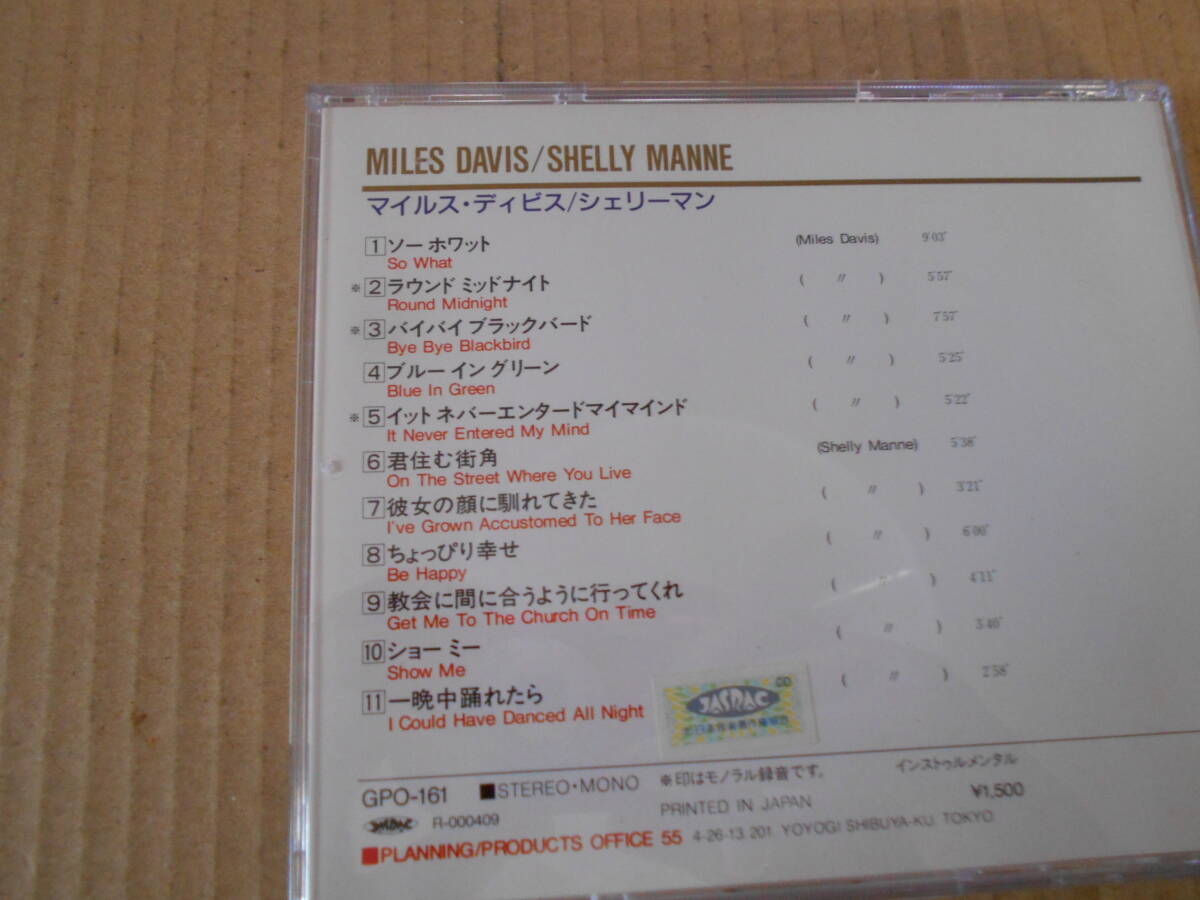 MILES DAVIS/SHELLY MANNE
マイルス・ディビス/シェリーマン
1 ソー ホワット (Miles Davis) 9′03″
So What
※2 ラウンド ミッドナイト ( 〃 ) 5′57″
Round Midnight
※3 バイバイ ブラックバード ( 〃 ) 7′57″
Bye Bye Blackbird
4 ブルー イン グリーン ( 〃 ) 5′25″
Blue In Green
※5 イット ネバーエンタードマイマインド ( 〃 ) 5′22″
It Never Entered My Mind
6 君住む街角 (Shelly Manne) 5′38″
On The Street Where You Live
7 彼女の顔に馴れてきた ( 〃 ) 3′21″
I've Grown Accustomed To Her Face
8 ちょっぴり幸せ ( 〃 ) 6′00″
Be Happy
9 教会に間に合うように行ってくれ ( 〃 ) 4′11″
Get Me To The Church On Time
10 ショー ミー ( 〃 ) 3′40″
Show Me
11 一晩中踊れたら ( 〃 ) 2′58″
I Could Have Danced All Night
CD
JASRAC
GPO-161 ■STEREO・MONO ※印はモノラル録音です。 インストゥルメンタル
JASRAC R-000409 PRINTED IN JAPAN ¥1,500
■PLANNING/PRODUCTS OFFICE 55 4-26-13 201. YOYOGI SHIBUYA-KU. TOKYO